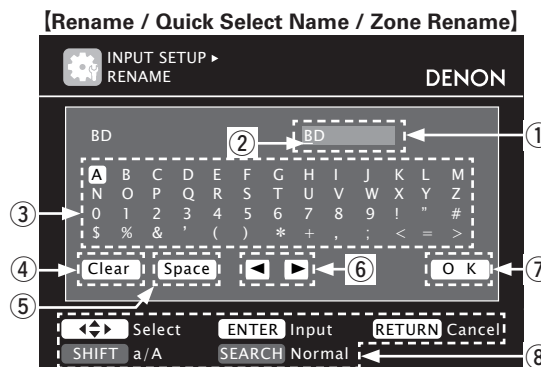 【Rename / Quick Select Name / Zone Rename】
INPUT SETUP ▸
RENAME
DENON
BD
BD
② ①
A B C D E F G H I J K L M
N O P Q R S T U V W X Y Z
③ 0 1 2 3 4 5 6 7 8 9 ! " #
$ % & ' ( ) * + , ; < = >
④ Clear Space ◀ ▶ ⑥ O K ⑦
⑤
Select ENTER Input RETURN Cancel
SHIFT a/A SEARCH Normal ⑧